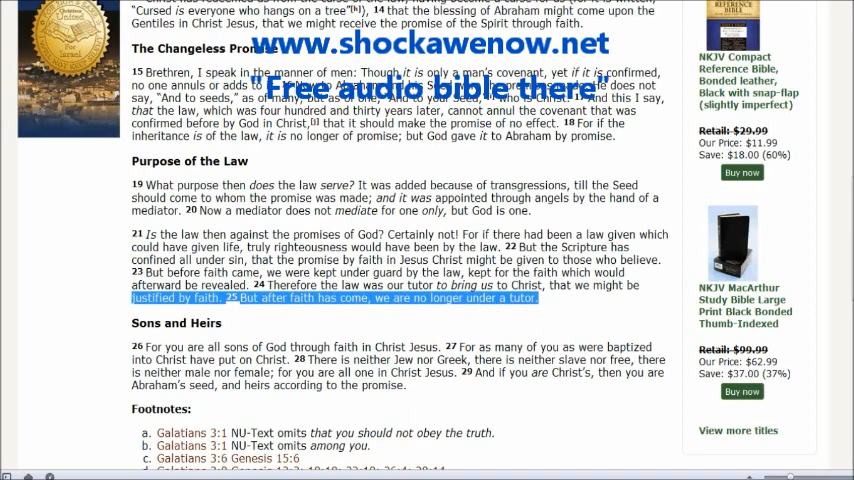 Christ has redeemed us from the curse of the law, having become a curse for us (for it is written,
"Cursed is everyone who hangs on a tree"[h]), 14 that the blessing of Abraham might come upon the
Gentiles in Christ Jesus, that we might receive the promise of the Spirit through faith.
The Changeless Promise
www.shockawenow.net
"Free audio bible there"
15 Brethren, I speak in the manner of men: Though it is only a man's covenant, yet if it is confirmed,
no one annuls or adds to it. 16 Now to Abraham and his Seed were the promises made. He does not
say, "And to seeds," as of many, but as of one, "And to your Seed," who is Christ. 17 And this I say,
that the law, which was four hundred and thirty years later, cannot annul the covenant that was
confirmed before by God in Christ,[i] that it should make the promise of no effect. 18 For if the
inheritance is of the law, it is no longer of promise; but God gave it to Abraham by promise.
Purpose of the Law
19 What purpose then does the law serve? It was added because of transgressions, till the Seed
should come to whom the promise was made; and it was appointed through angels by the hand of a
mediator. 20 Now a mediator does not mediate for one only, but God is one.
21 Is the law then against the promises of God? Certainly not! For if there had been a law given which
could have given life, truly righteousness would have been by the law. 22 But the Scripture has
confined all under sin, that the promise by faith in Jesus Christ might be given to those who believe.
23 But before faith came, we were kept under guard by the law, kept for the faith which would
afterward be revealed. 24 Therefore the law was our tutor to bring us to Christ, that we might be
justified by faith. 25 But after faith has come, we are no longer under a tutor.
Sons and Heirs
26 For you are all sons of God through faith in Christ Jesus. 27 For as many of you as were baptized
into Christ have put on Christ. 28 There is neither Jew nor Greek, there is neither slave nor free, there
is neither male nor female; for you are all one in Christ Jesus. 29 And if you are Christ's, then you are
Abraham's seed, and heirs according to the promise.
Footnotes:
a. Galatians 3:1 NU-Text omits that you should not obey the truth.
b. Galatians 3:1 NU-Text omits among you.
c. Galatians 3:6 Genesis 15:6
Christians
United
For
Israel
REFERENCE
BIBLE
NKJV Compact
Reference Bible,
Bonded leather,
Black with snap-flap
(slightly imperfect)
Retail: $29.99
Our Price: $11.99
Save: $18.00 (60%)
Buy now
NKJV MacArthur
Study Bible Large
Print Black Bonded
Thumb-Indexed
Retail: $99.99
Our Price: $62.99
Save: $37.00 (37%)
Buy now
View more titles